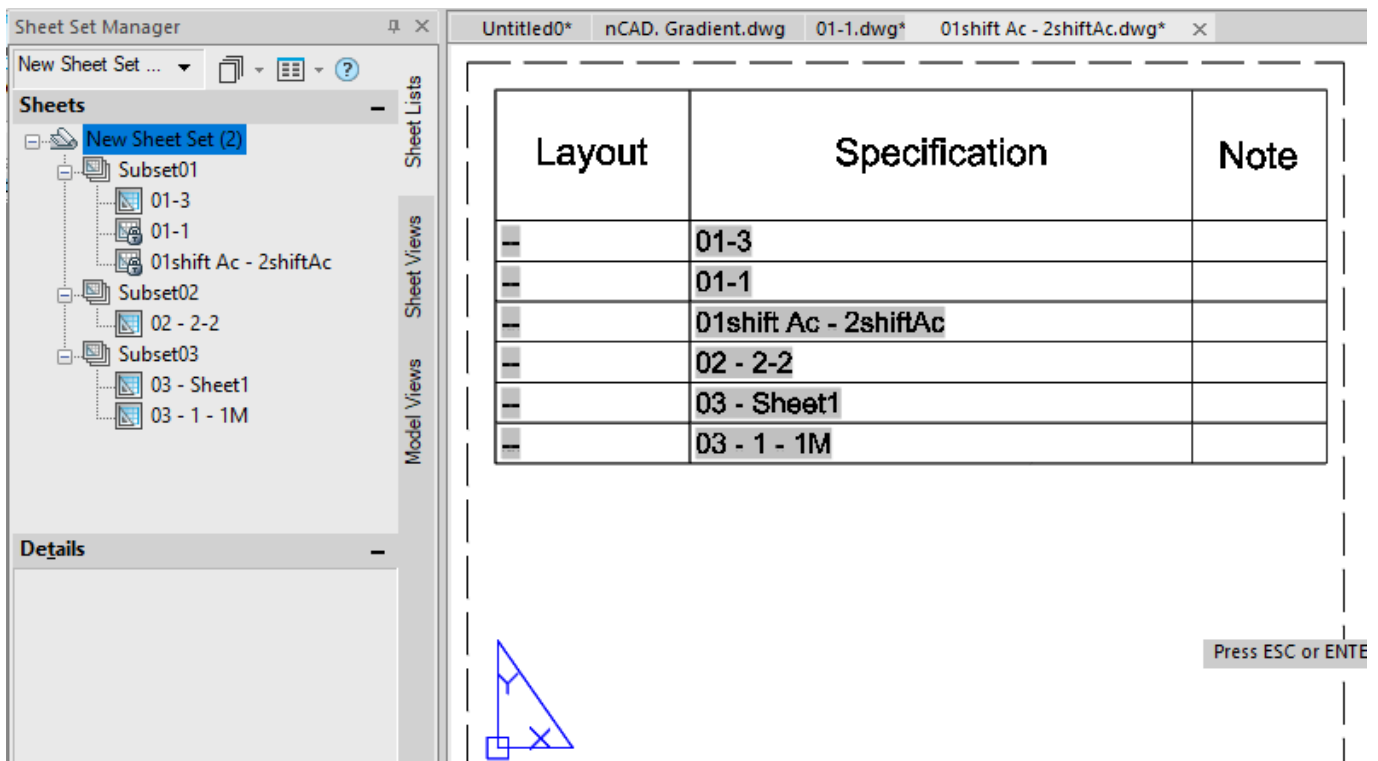 Sheet Set Manager
New Sheet Set ...
Sheets
New Sheet Set (2)
Subset01
01-3
01-1
01shift Ac - 2shiftAc
Subset02
02 - 2-2
Subset03
03 - Sheet1
03 - 1 - 1M
Details
Sheet Lists
Sheet Views
Model Views
Untitled0* nCAD. Gradient.dwg 01-1.dwg* 01shift Ac - 2shiftAc.dwg*
Layout Specification Note
-- 01-3
-- 01-1
-- 01shift Ac - 2shiftAc
-- 02 - 2-2
-- 03 - Sheet1
-- 03 - 1 - 1M
Press ESC or ENTE
Y
X